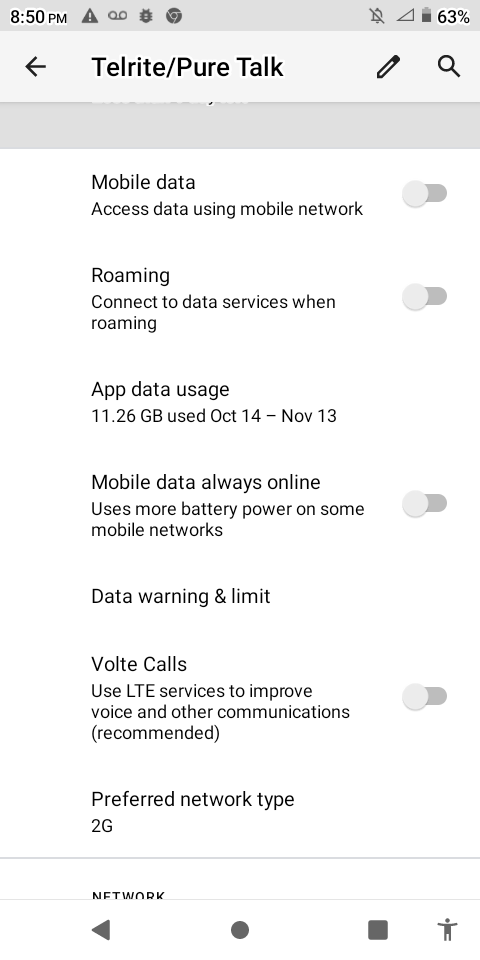 8:50 PM 63%
Telrite/Pure Talk
Mobile data
Access data using mobile network
Roaming
Connect to data services when
roaming
App data usage
11.26 GB used Oct 14 – Nov 13
Mobile data always online
Uses more battery power on some
mobile networks
Data warning & limit
Volte Calls
Use LTE services to improve
voice and other communications
(recommended)
Preferred network type
2G
NETWORK